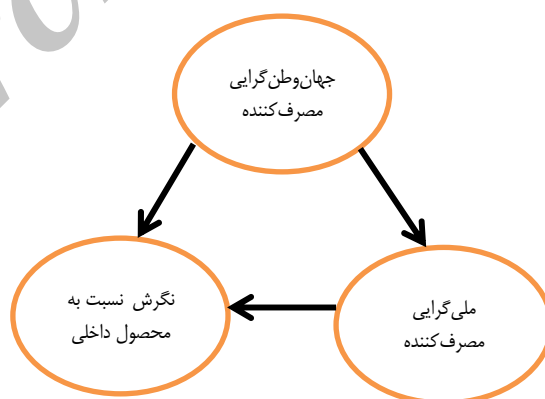 جهان‌وطن‌گرایی
مصرف‌کننده
نگرش نسبت به
محصول داخلی
ملی‌گرایی
مصرف‌کننده